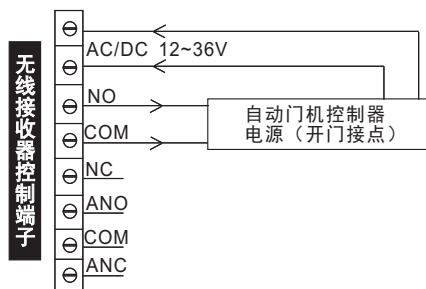 无线接收器控制端子
AC/DC 12~36V
NO
COM
NC
ANO
COM
ANC
自动门机控制器
电源（开门接点）